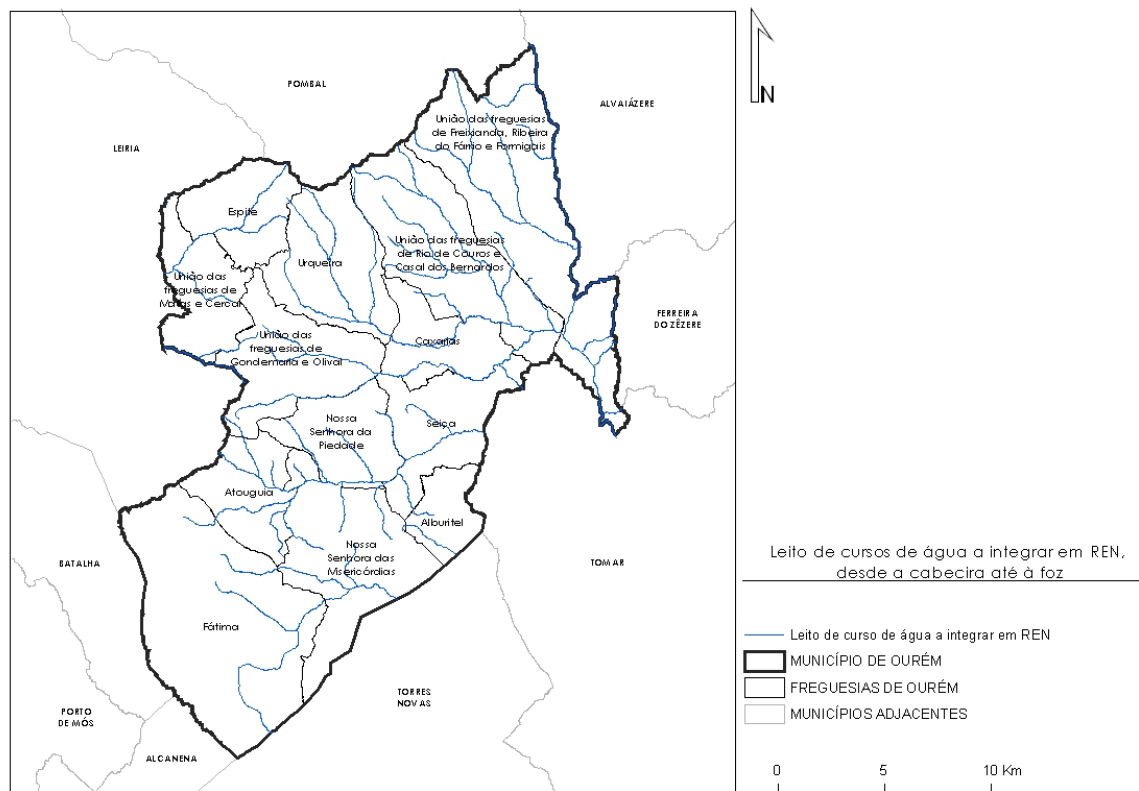 N
POMBAL
ALVAIÁZERE
LEIRIA
União das freguesias
de Freixianda, Ribeira
do Fárrio e Formigais
Espite
União das freguesias
de Rio de Couros e
Casal dos Bernardos
Urqueira
União das
freguesias de
Matas e Cercal
FERREIRA
DO ZÊZERE
União das
freguesias de
Gondemaria e Olival
Caxarias
Nossa
Senhora da
Piedade
Seiça
Atouguia
Alburitel
Nossa
Senhora das
Misericórdias
BATALHA
TOMAR
Fátima
PORTO
DE MÓS
TORRES
NOVAS
ALCANENA
Leito de cursos de água a integrar em REN,
desde a cabecira até à foz
Leito de curso de água a integrar em REN
MUNICÍPIO DE OURÉM
FREGUESIAS DE OURÉM
MUNICÍPIOS ADJACENTES
0 5 10 Km